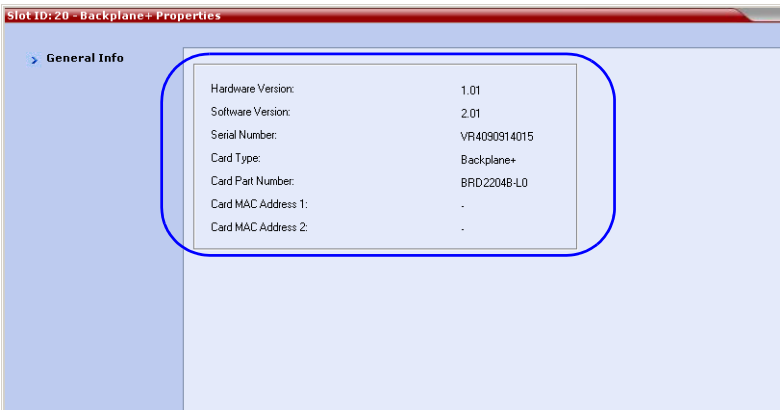 Slot ID: 20 - Backplane+ Properties
General Info
Hardware Version: 1.01
Software Version: 2.01
Serial Number: VR4090914015
Card Type: Backplane+
Card Part Number: BRD2204B-L0
Card MAC Address 1: -
Card MAC Address 2: -